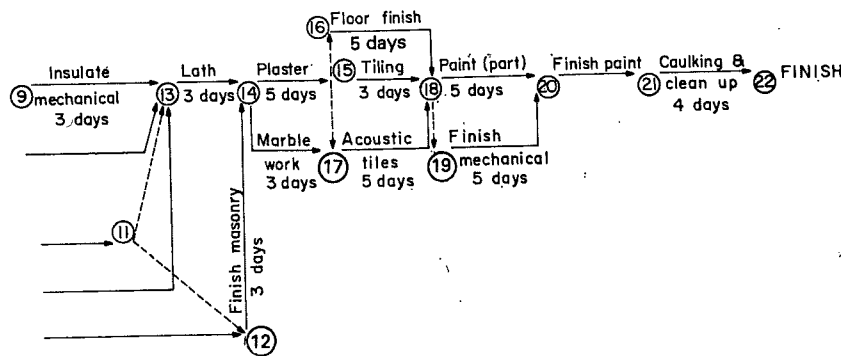 16 Floor finish
5 days
9 Insulate
mechanical
3 days
13 Lath
3 days
14 Plaster
5 days
15 Tiling
3 days
18 Paint (part)
5 days
20 Finish paint
21 Caulking &
clean up
4 days
22 FINISH
Marble
work
3 days
17 Acoustic
tiles
5 days
19 Finish
mechanical
5 days
11
Finish masonry
3 days
12